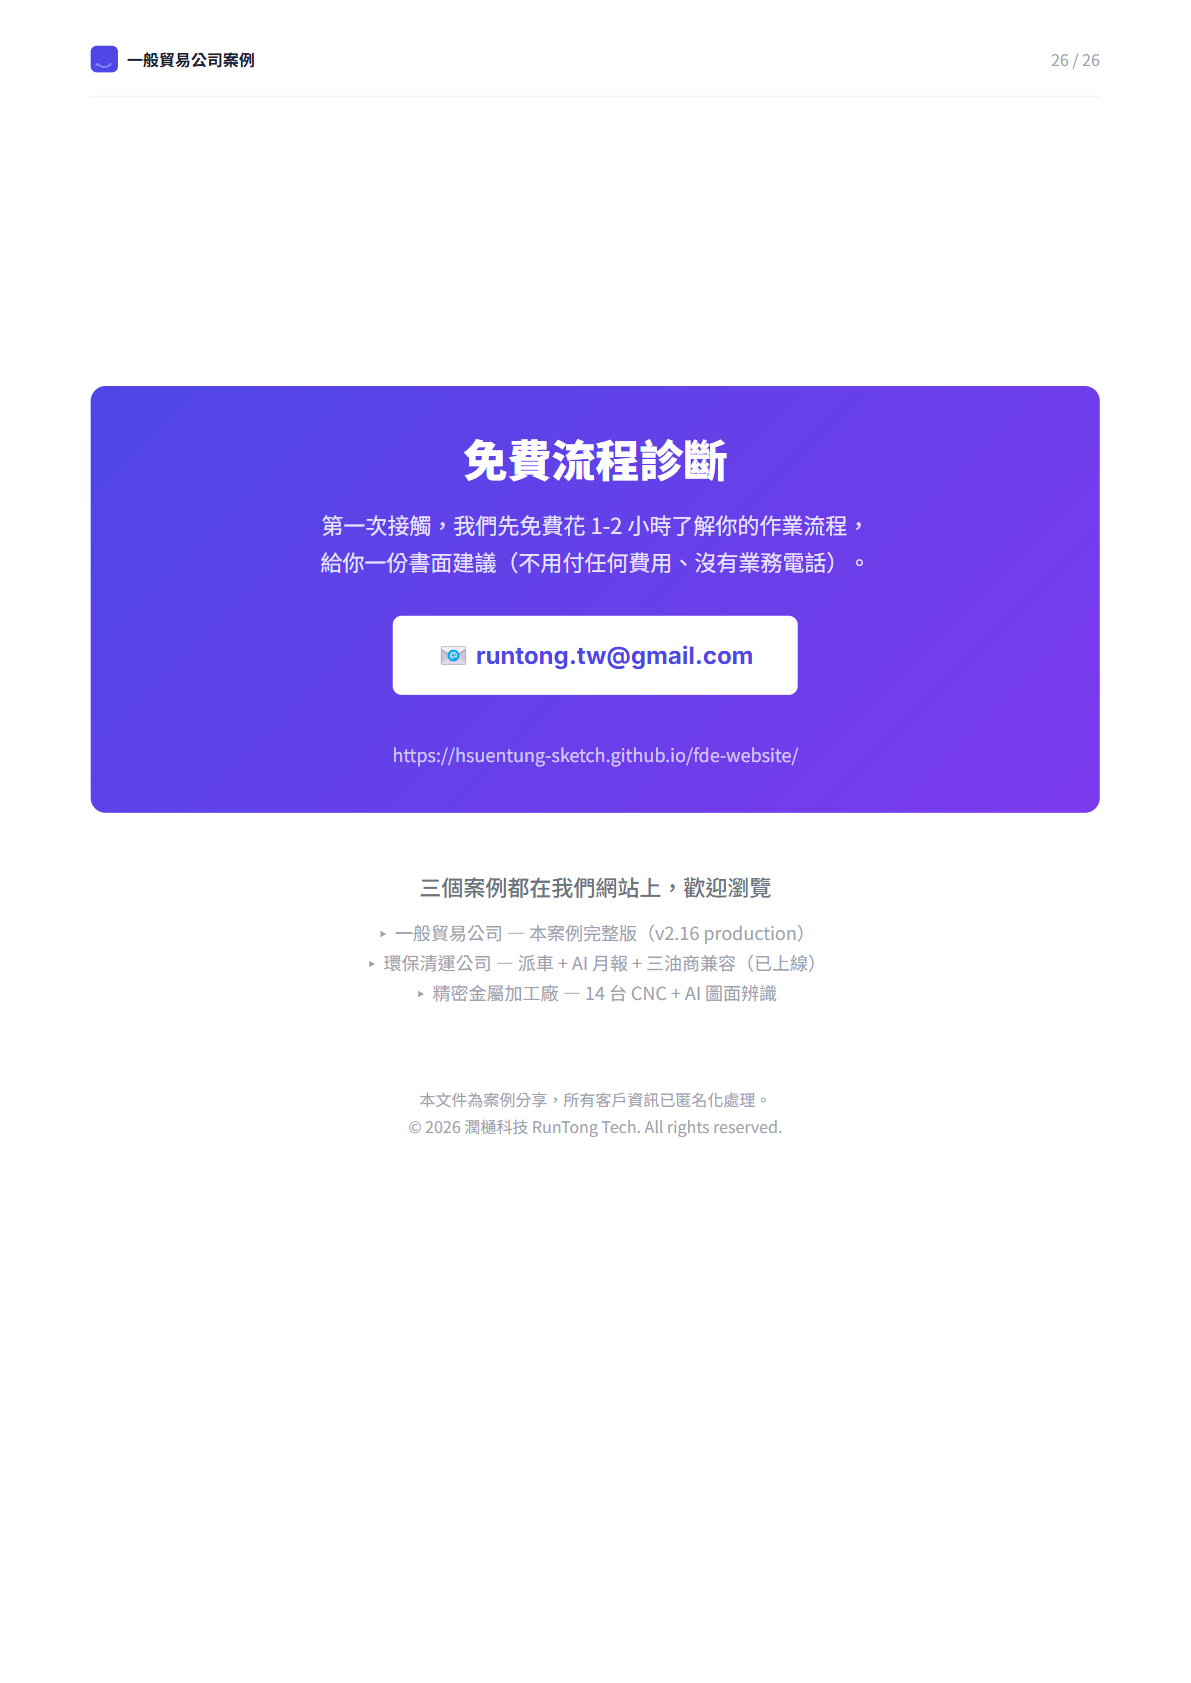 一般貿易公司案例
26 / 26
免費流程診斷
第一次接觸，我們先免費花 1-2 小時了解你的作業流程，
給你一份書面建議（不用付任何費用、沒有業務電話）。
runtong.tw@gmail.com
https://hsuentung-sketch.github.io/fde-website/
三個案例都在我們網站上，歡迎瀏覽
▸ 一般貿易公司 — 本案例完整版（v2.16 production）
▸ 環保清運公司 — 派車 + AI 月報 + 三油商兼容（已上線）
▸ 精密金屬加工廠 — 14 台 CNC + AI 圖面辨識
本文件為案例分享，所有客戶資訊已匿名化處理。
© 2026 潤樋科技 RunTong Tech. All rights reserved.